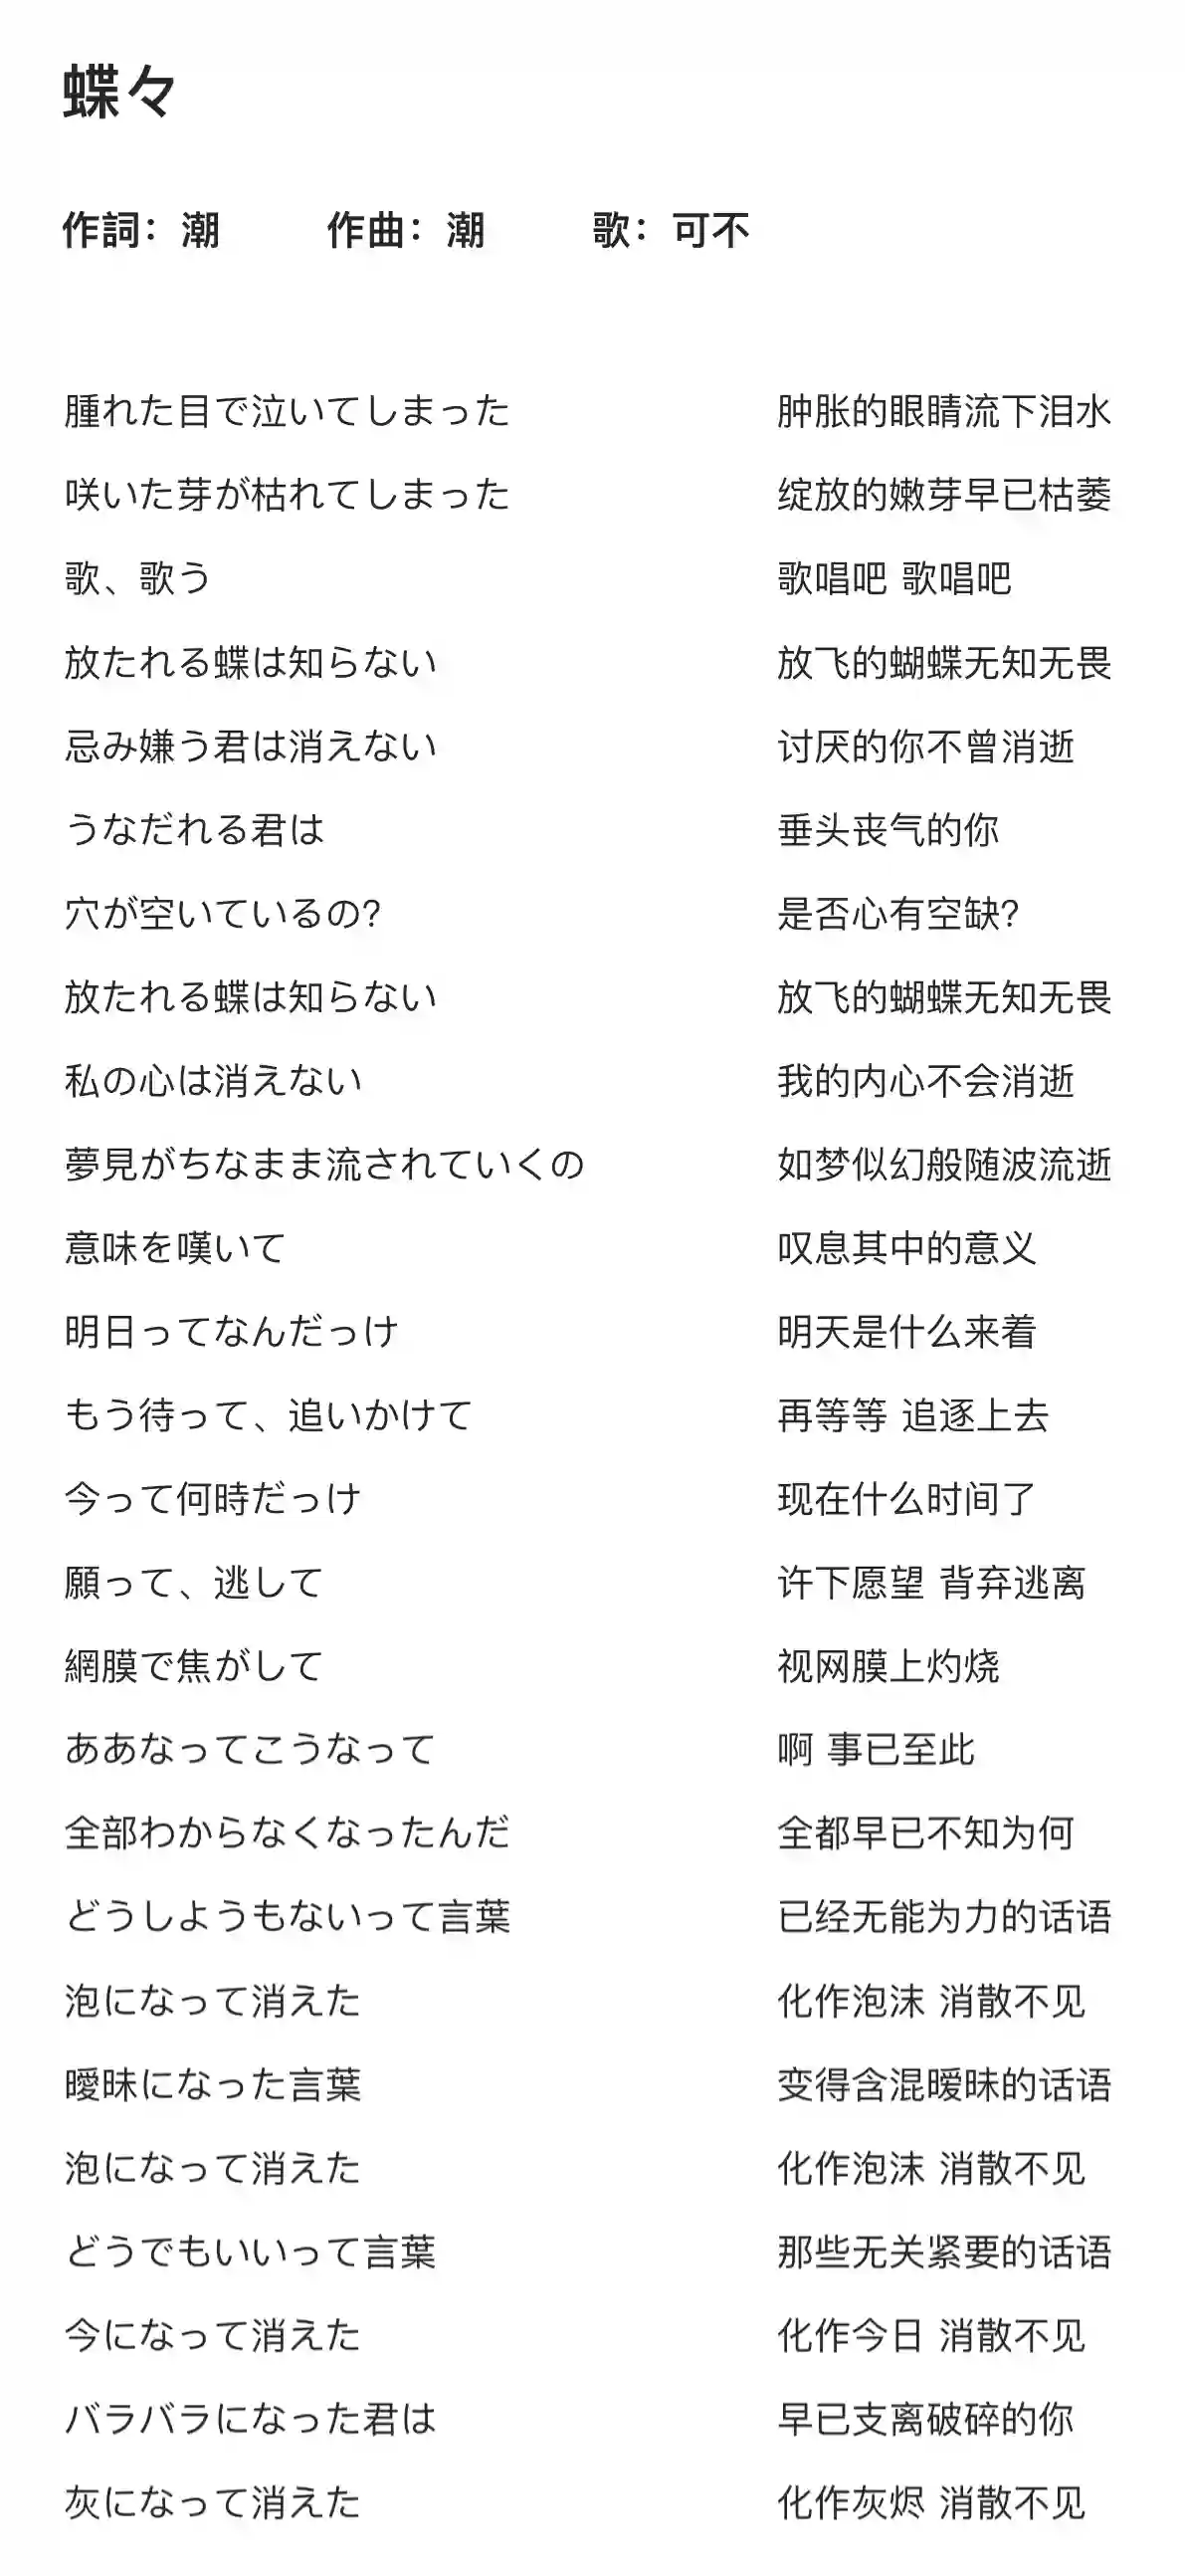 蝶々
作詞：潮 作曲：潮 歌：可不
腫れた目で泣いてしまった 肿胀的眼睛流下泪水
咲いた芽が枯れてしまった 绽放的嫩芽早已枯萎
歌、歌う 歌唱吧 歌唱吧
放たれる蝶は知らない 放飞的蝴蝶无知无畏
忌み嫌う君は消えない 讨厌的你不曾消逝
うなだれる君は 垂头丧气的你
穴が空いているの？ 是否心有空缺？
放たれる蝶は知らない 放飞的蝴蝶无知无畏
私の心は消えない 我的内心不会消逝
夢見がちなまま流されていくの 如梦似幻般随波流逝
意味を嘆いて 叹息其中的意义
明日ってなんだっけ 明天是什么来着
もう待って、追いかけて 再等等 追逐上去
今って何時だっけ 现在什么时间了
願って、逃して 许下愿望 背弃逃离
網膜で焦がして 视网膜上灼烧
ああなってこうなって 啊 事已至此
全部わからなくなったんだ 全都早已不知为何
どうしようもないって言葉 已经无能为力的话语
泡になって消えた 化作泡沫 消散不见
曖昧になった言葉 变得含混暧昧的话语
泡になって消えた 化作泡沫 消散不见
どうでもいいって言葉 那些无关紧要的话语
今になって消えた 化作今日 消散不见
バラバラになった君は 早已支离破碎的你
灰になって消えた 化作灰烬 消散不见